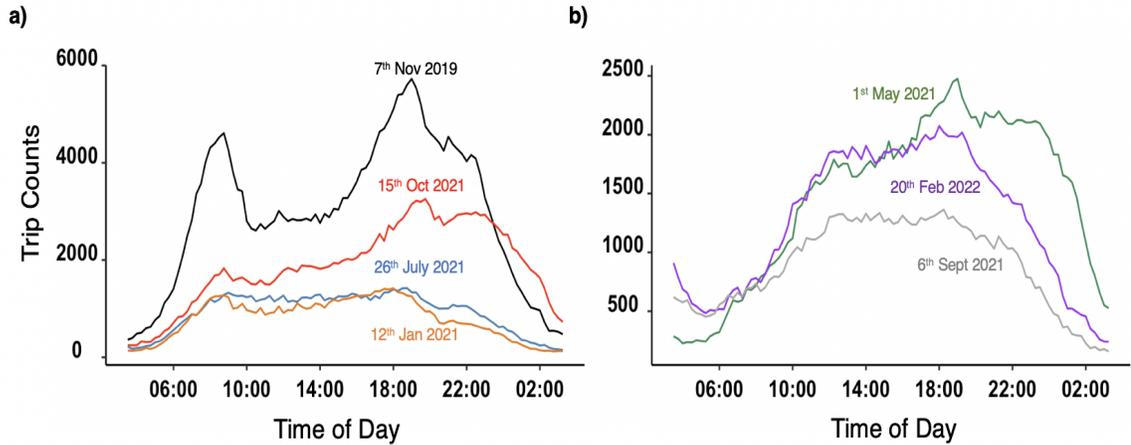 a)
Trip Counts
6000
4000
2000
0
7th Nov 2019
15th Oct 2021
26th July 2021
12th Jan 2021
06:00 10:00 14:00 18:00 22:00 02:00
Time of Day
b)
2500
2000
1500
1000
500
1st May 2021
20th Feb 2022
6th Sept 2021
06:00 10:00 14:00 18:00 22:00 02:00
Time of Day